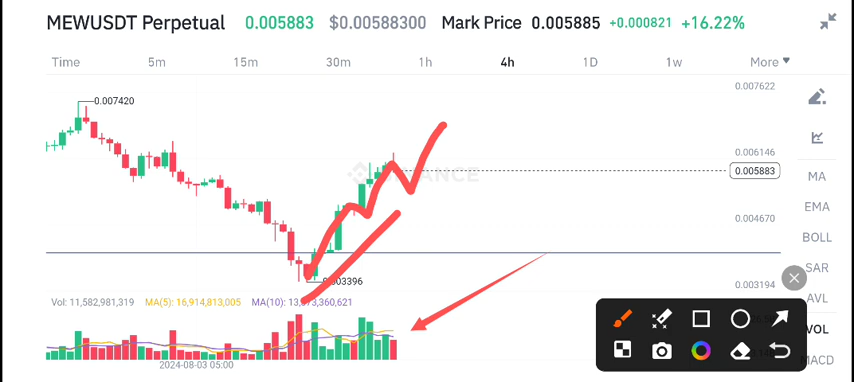 MEWUSDT Perpetual 0.005883 $0.00588300 Mark Price 0.005885 +0.000821 +16.22%
Time 5m 15m 30m 1h 4h 1D 1w More
0.007622
0.007420
0.006146
0.005883
MA
EMA
0.004670
BOLL
SAR
0.003396
0.003194
AVL
Vol: 11,582,981,319 MA(5): 16,914,813,005 MA(10): 13,973,360,621
VOL
MACD
2024-08-03 05:00